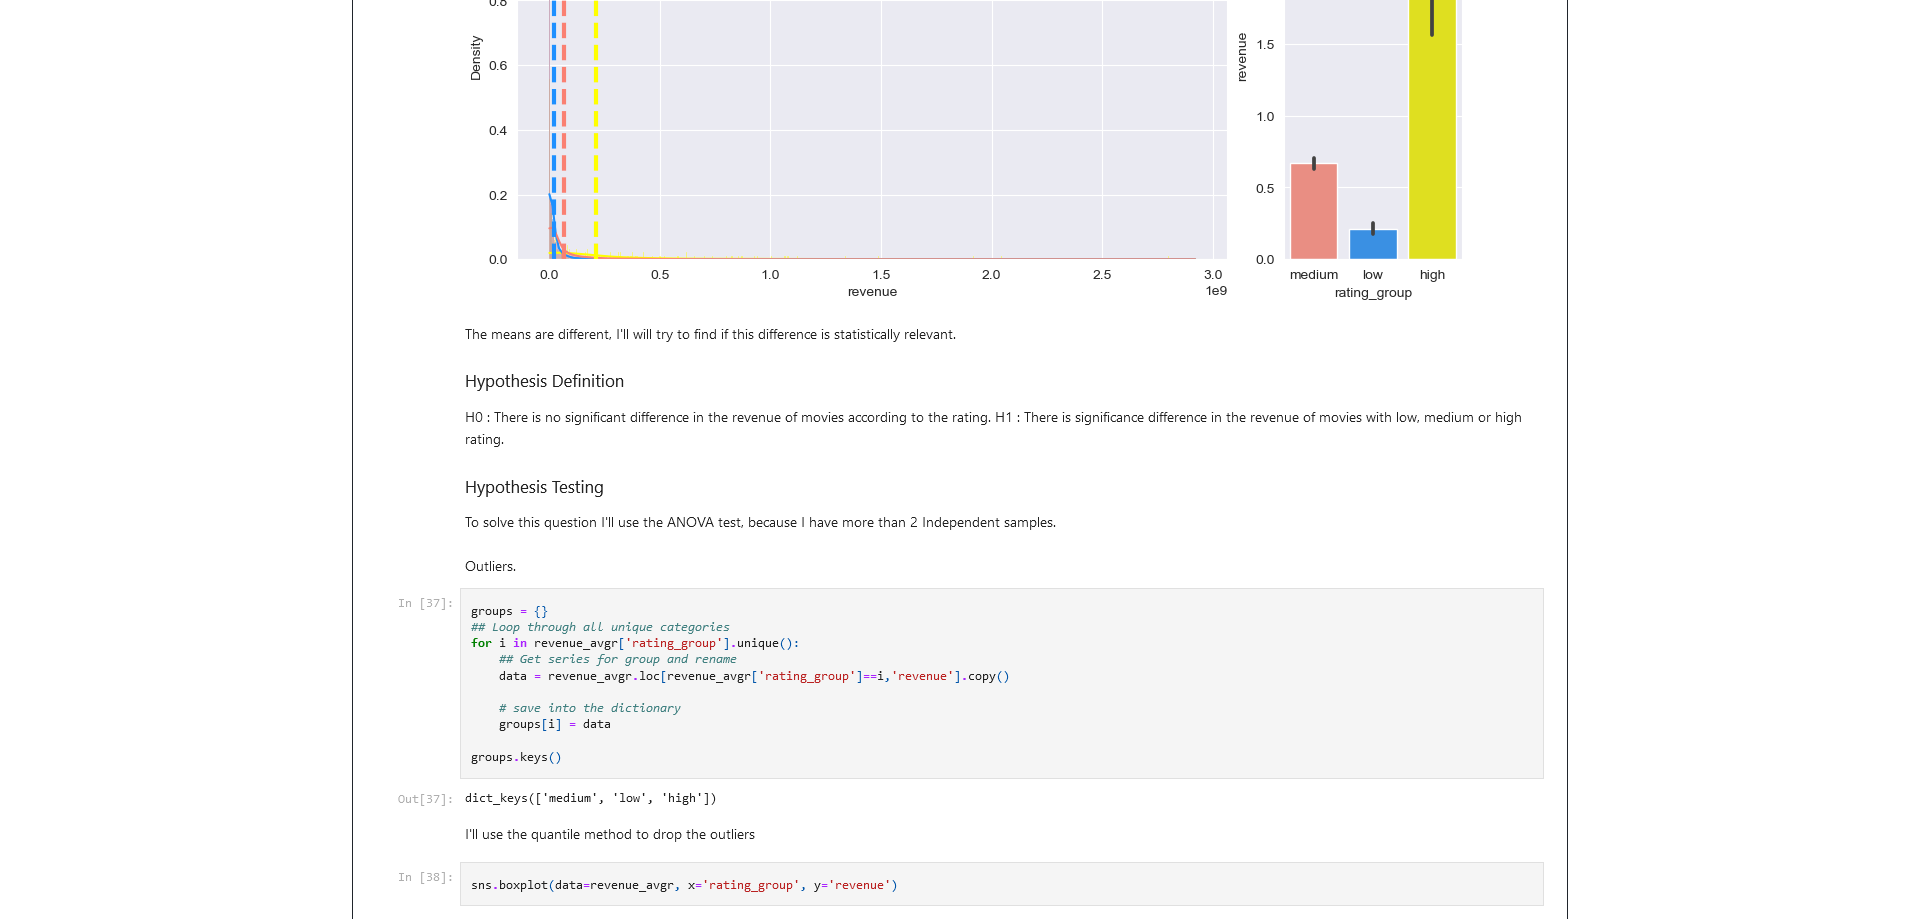 0.8
Density
0.6
0.4
0.2
0.0
0.0 0.5 1.0 1.5 2.0 2.5 3.0
revenue
1e9
revenue
1.5
1.0
0.5
0.0
medium low high
rating_group
The means are different, I'll will try to find if this difference is statistically relevant.
Hypothesis Definition
H0 : There is no significant difference in the revenue of movies according to the rating. H1 : There is significance difference in the revenue of movies with low, medium or high
rating.
Hypothesis Testing
To solve this question I'll use the ANOVA test, because I have more than 2 Independent samples.
Outliers.
In [37]:
groups = {}
## Loop through all unique categories
for i in revenue_avgr['rating_group'].unique():
    ## Get series for group and rename
    data = revenue_avgr.loc[revenue_avgr['rating_group']==i,'revenue'].copy()
    # save into the dictionary
    groups[i] = data
groups.keys()
Out[37]: dict_keys(['medium', 'low', 'high'])
I'll use the quantile method to drop the outliers
In [38]:
sns.boxplot(data=revenue_avgr, x='rating_group', y='revenue')